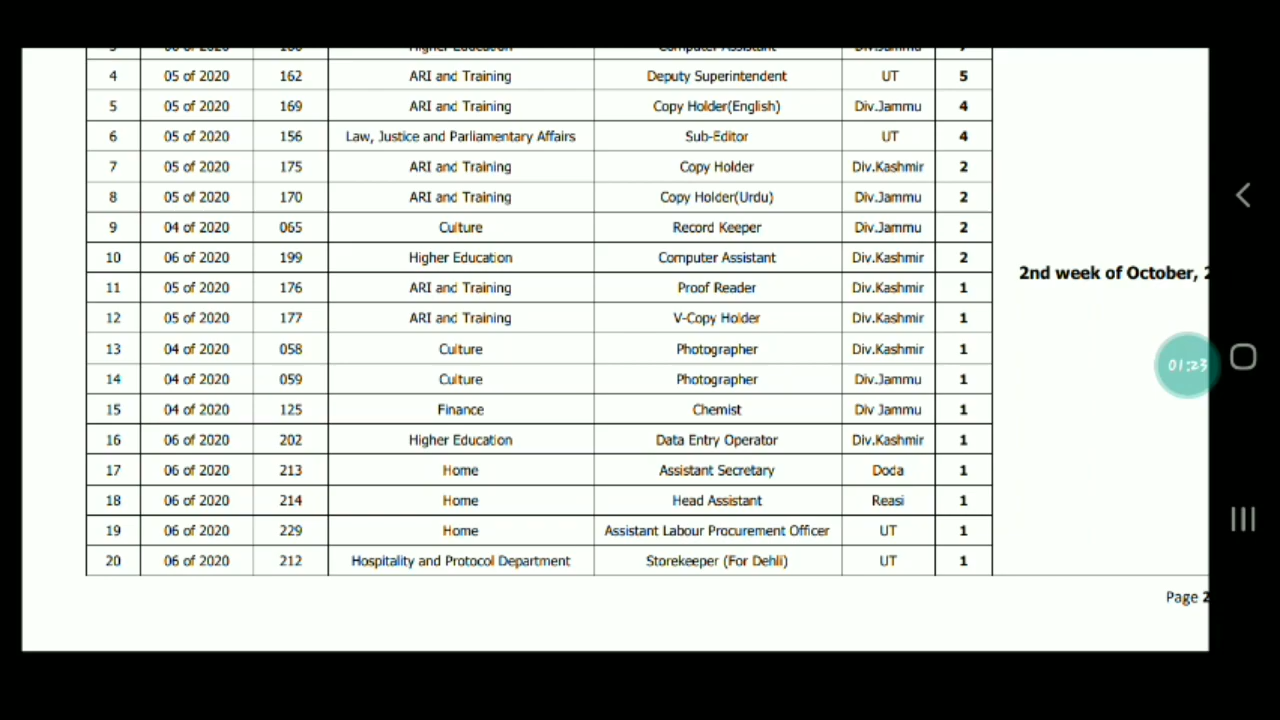 4 05 of 2020 162 ARI and Training Deputy Superintendent UT 5
5 05 of 2020 169 ARI and Training Copy Holder(English) Div.Jammu 4
6 05 of 2020 156 Law, Justice and Parliamentary Affairs Sub-Editor UT 4
7 05 of 2020 175 ARI and Training Copy Holder Div.Kashmir 2
8 05 of 2020 170 ARI and Training Copy Holder(Urdu) Div.Jammu 2
9 04 of 2020 065 Culture Record Keeper Div.Jammu 2
10 06 of 2020 199 Higher Education Computer Assistant Div.Kashmir 2
2nd week of October,
11 05 of 2020 176 ARI and Training Proof Reader Div.Kashmir 1
12 05 of 2020 177 ARI and Training V-Copy Holder Div.Kashmir 1
13 04 of 2020 058 Culture Photographer Div.Kashmir 1
01:23
14 04 of 2020 059 Culture Photographer Div.Jammu 1
15 04 of 2020 125 Finance Chemist Div Jammu 1
16 06 of 2020 202 Higher Education Data Entry Operator Div.Kashmir 1
17 06 of 2020 213 Home Assistant Secretary Doda 1
18 06 of 2020 214 Home Head Assistant Reasi 1
19 06 of 2020 229 Home Assistant Labour Procurement Officer UT 1
20 06 of 2020 212 Hospitality and Protocol Department Storekeeper (For Dehli) UT 1
Page 2